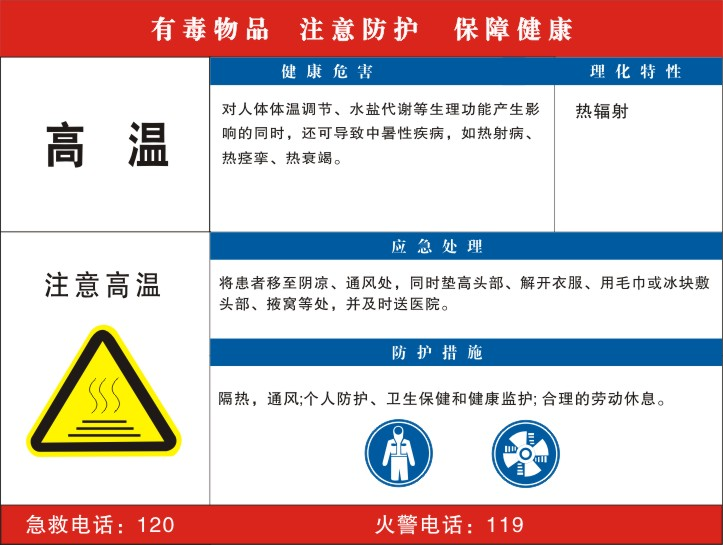 有毒物品 注意防护 保障健康
健康危害
理化特性
高 温
对人体体温调节、水盐代谢等生理功能产生影
响的同时，还可导致中暑性疾病，如热射病、
热痉挛、热衰竭。
热辐射
应急处理
注意高温
将患者移至阴凉、通风处，同时垫高头部、解开衣服、用毛巾或冰块敷
头部、掖窝等处，并及时送医院。
防护措施
隔热，通风;个人防护、卫生保健和健康监护; 合理的劳动休息。
急救电话：120
火警电话：119